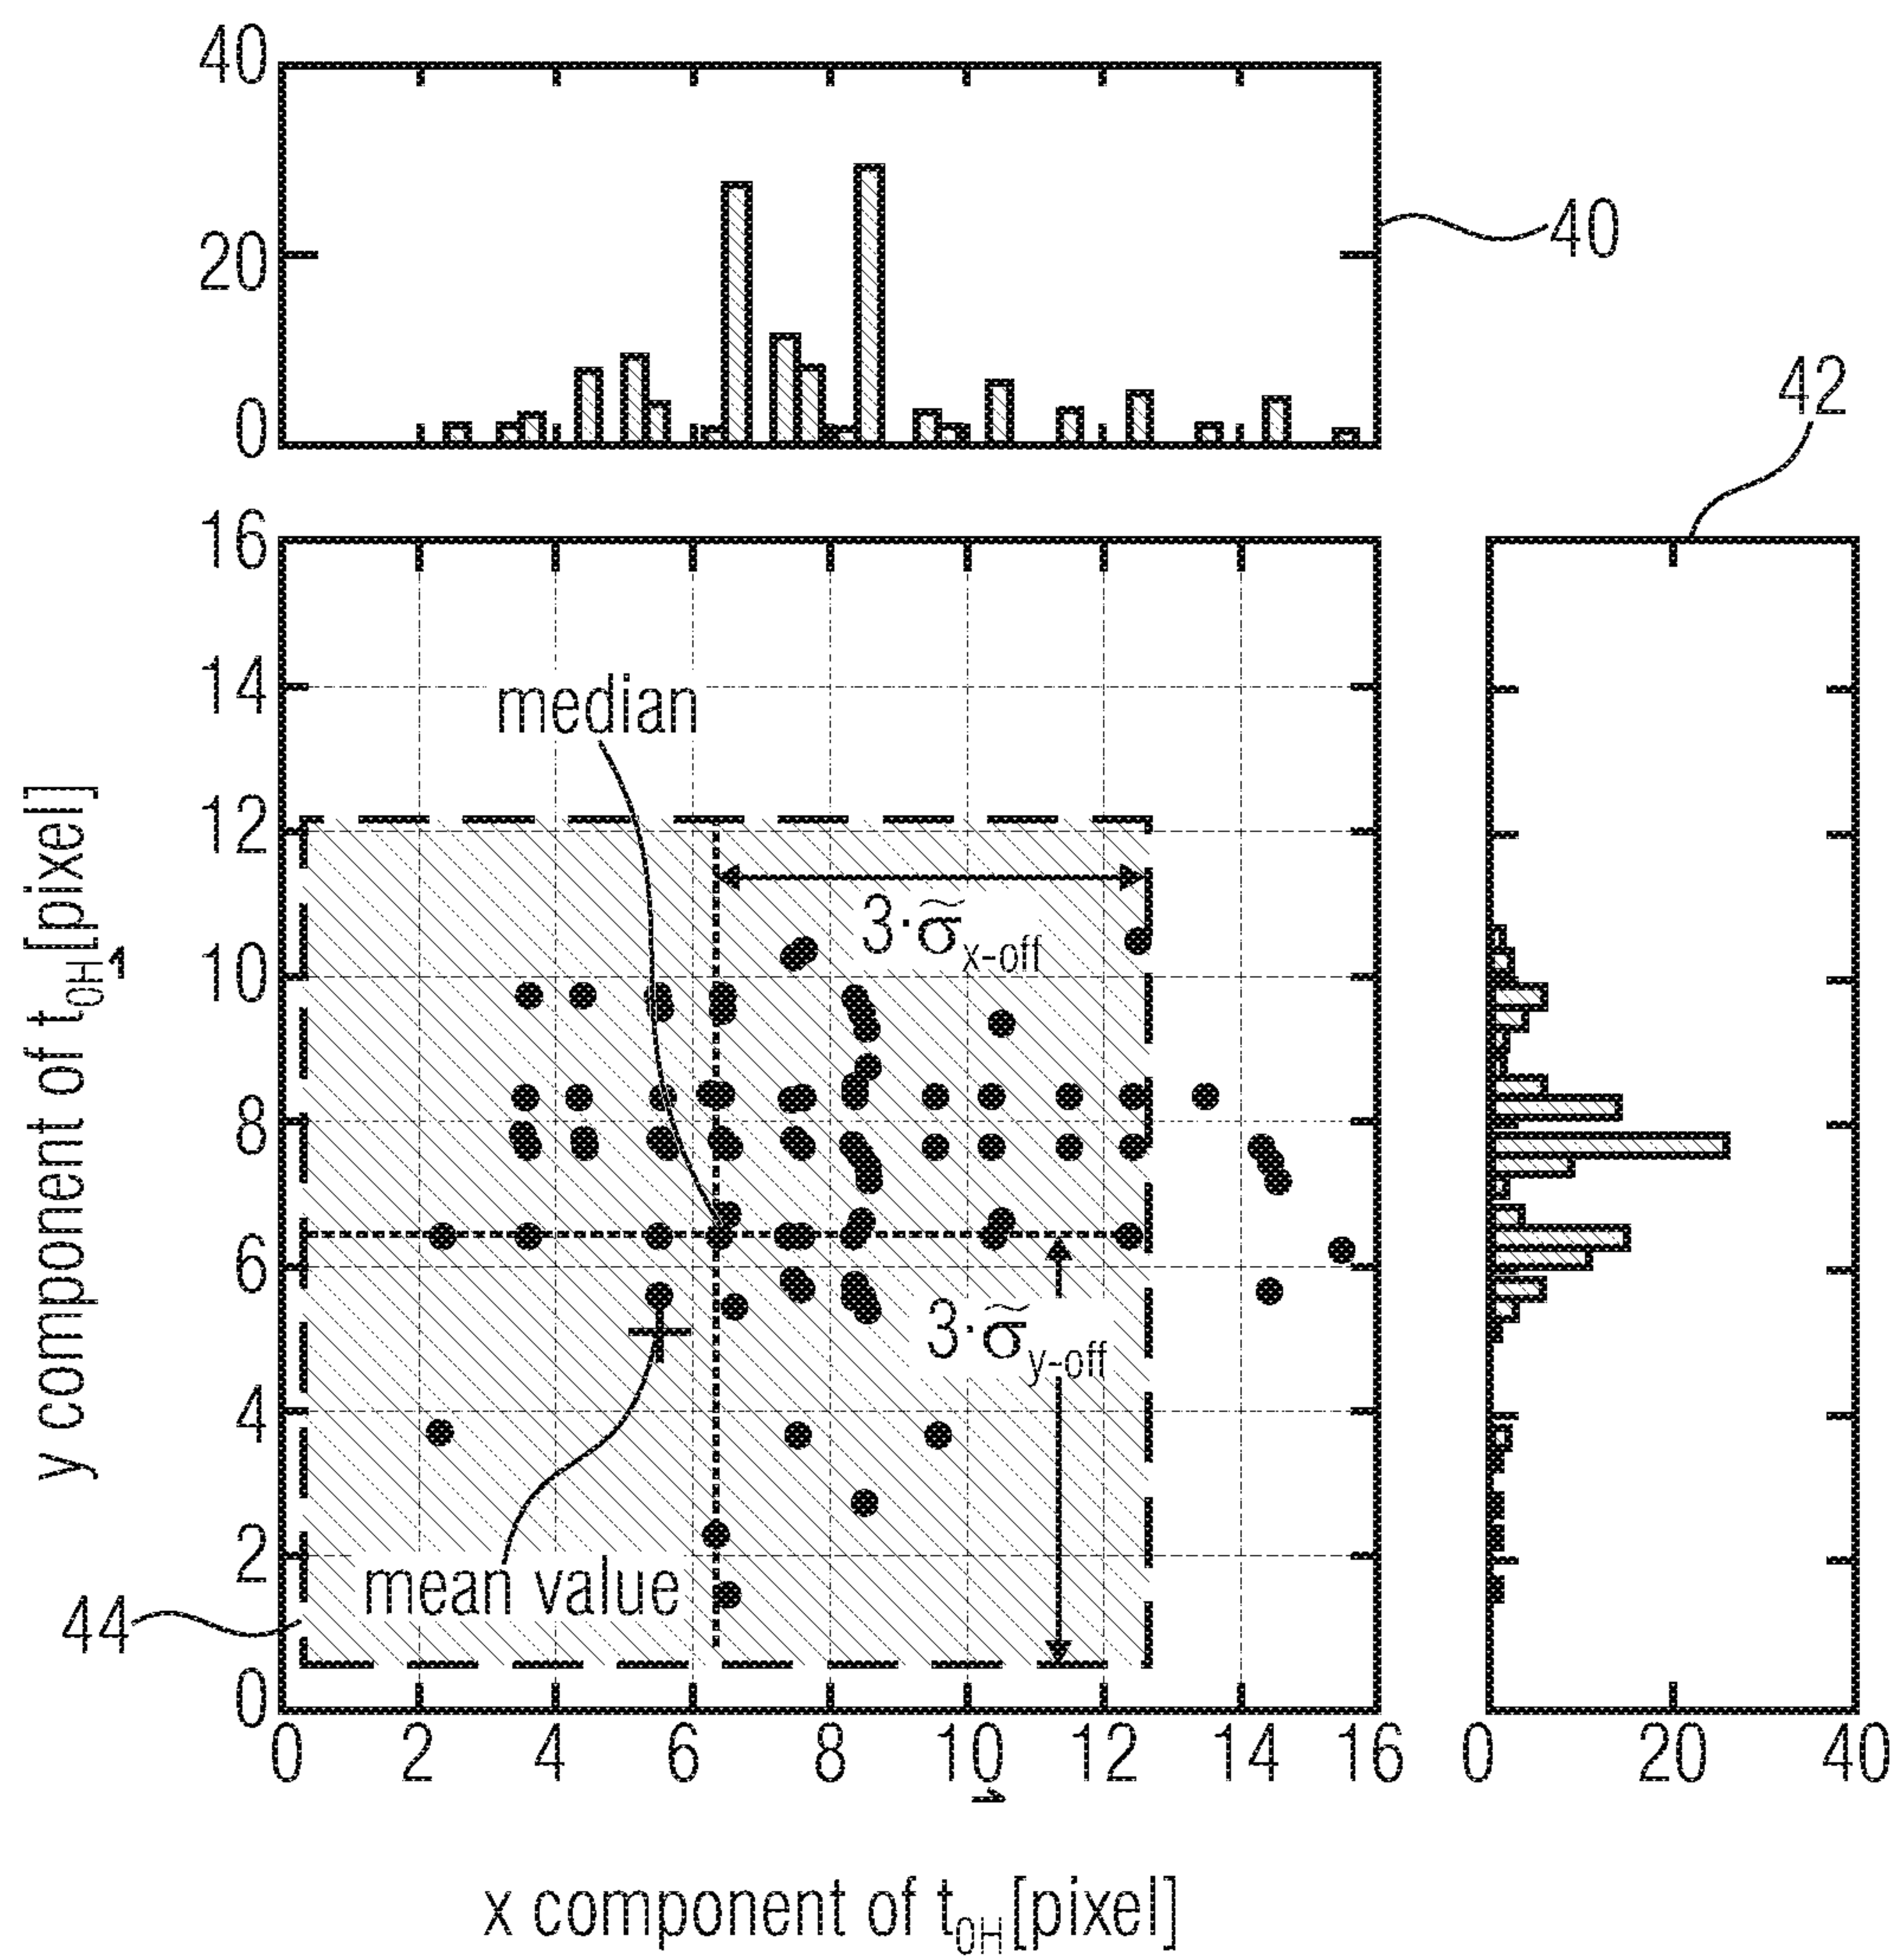 40
20
0
40
42
16
14
12
10
8
6
4
2
0
y component of t0H[pixel]
median
3·σ̃x-off
3·σ̃y-off
mean value
44
0 2 4 6 8 10 12 14 16
0 20 40
x component of t0H[pixel]